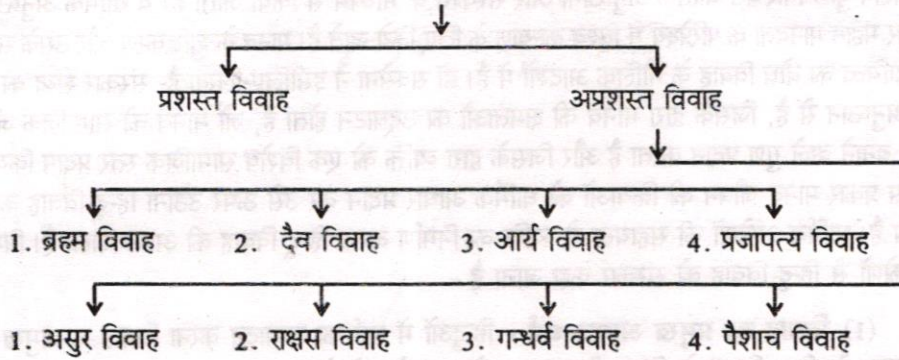 प्रशस्त विवाह अप्रशस्त विवाह
1. ब्रहम विवाह 2. दैव विवाह 3. आर्य विवाह 4. प्रजापत्य विवाह
1. असुर विवाह 2. राक्षस विवाह 3. गन्धर्व विवाह 4. पैशाच विवाह